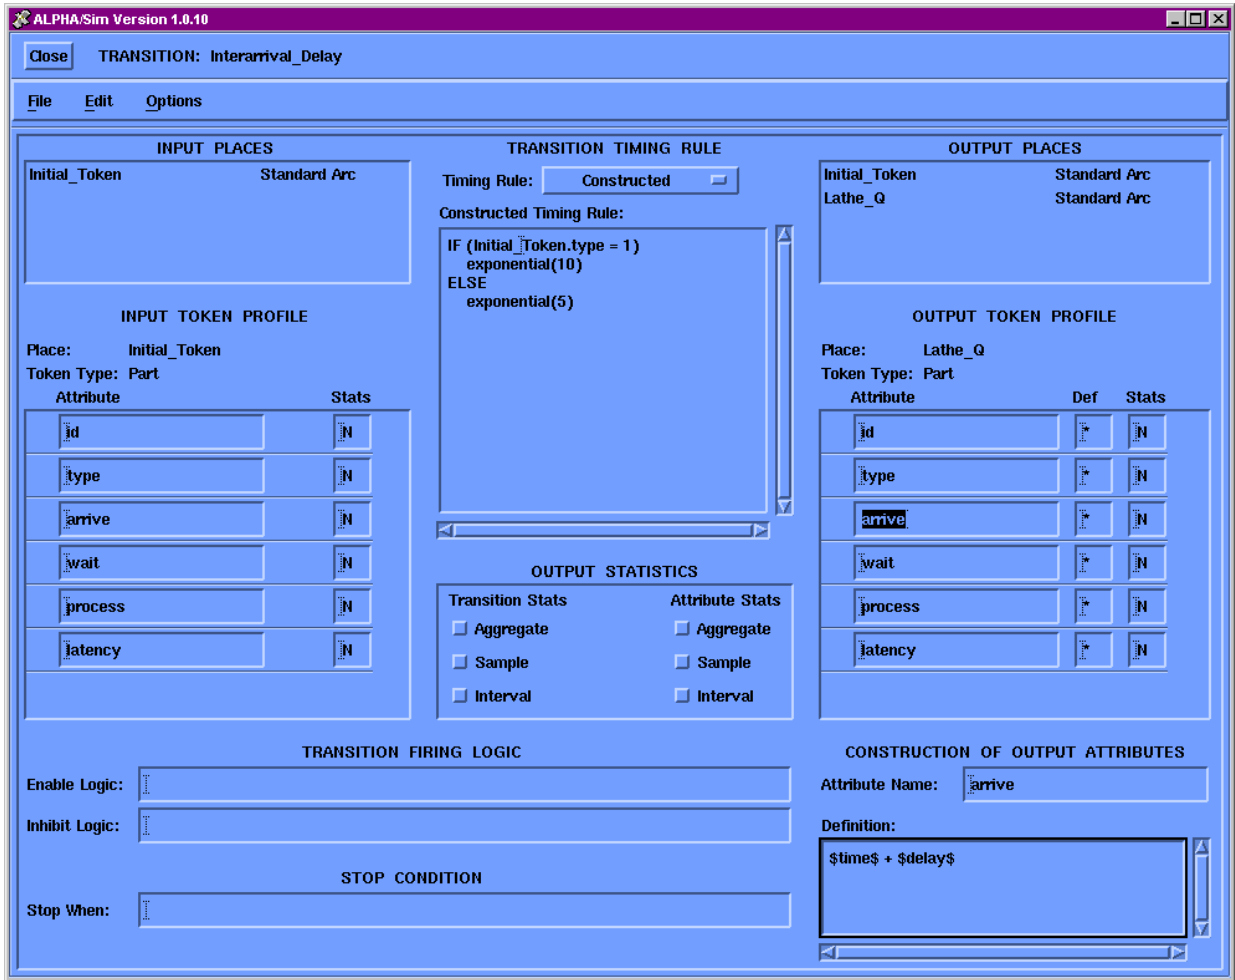 ALPHA/Sim Version 1.0.10
Close TRANSITION: Interarrival_Delay
File Edit Options
INPUT PLACES
Initial_Token Standard Arc
INPUT TOKEN PROFILE
Place: Initial_Token
Token Type: Part
Attribute Stats
id N
type N
arrive N
wait N
process N
latency N
TRANSITION TIMING RULE
Timing Rule: Constructed
Constructed Timing Rule:
IF (Initial_Token.type = 1)
exponential(10)
ELSE
exponential(5)
OUTPUT STATISTICS
Transition Stats Attribute Stats
Aggregate Aggregate
Sample Sample
Interval Interval
OUTPUT PLACES
Initial_Token Standard Arc
Lathe_Q Standard Arc
OUTPUT TOKEN PROFILE
Place: Lathe_Q
Token Type: Part
Attribute Def Stats
id * N
type * N
arrive * N
wait * N
process * N
latency * N
TRANSITION FIRING LOGIC
Enable Logic:
Inhibit Logic:
STOP CONDITION
Stop When:
CONSTRUCTION OF OUTPUT ATTRIBUTES
Attribute Name: arrive
Definition:
$time$ + $delay$